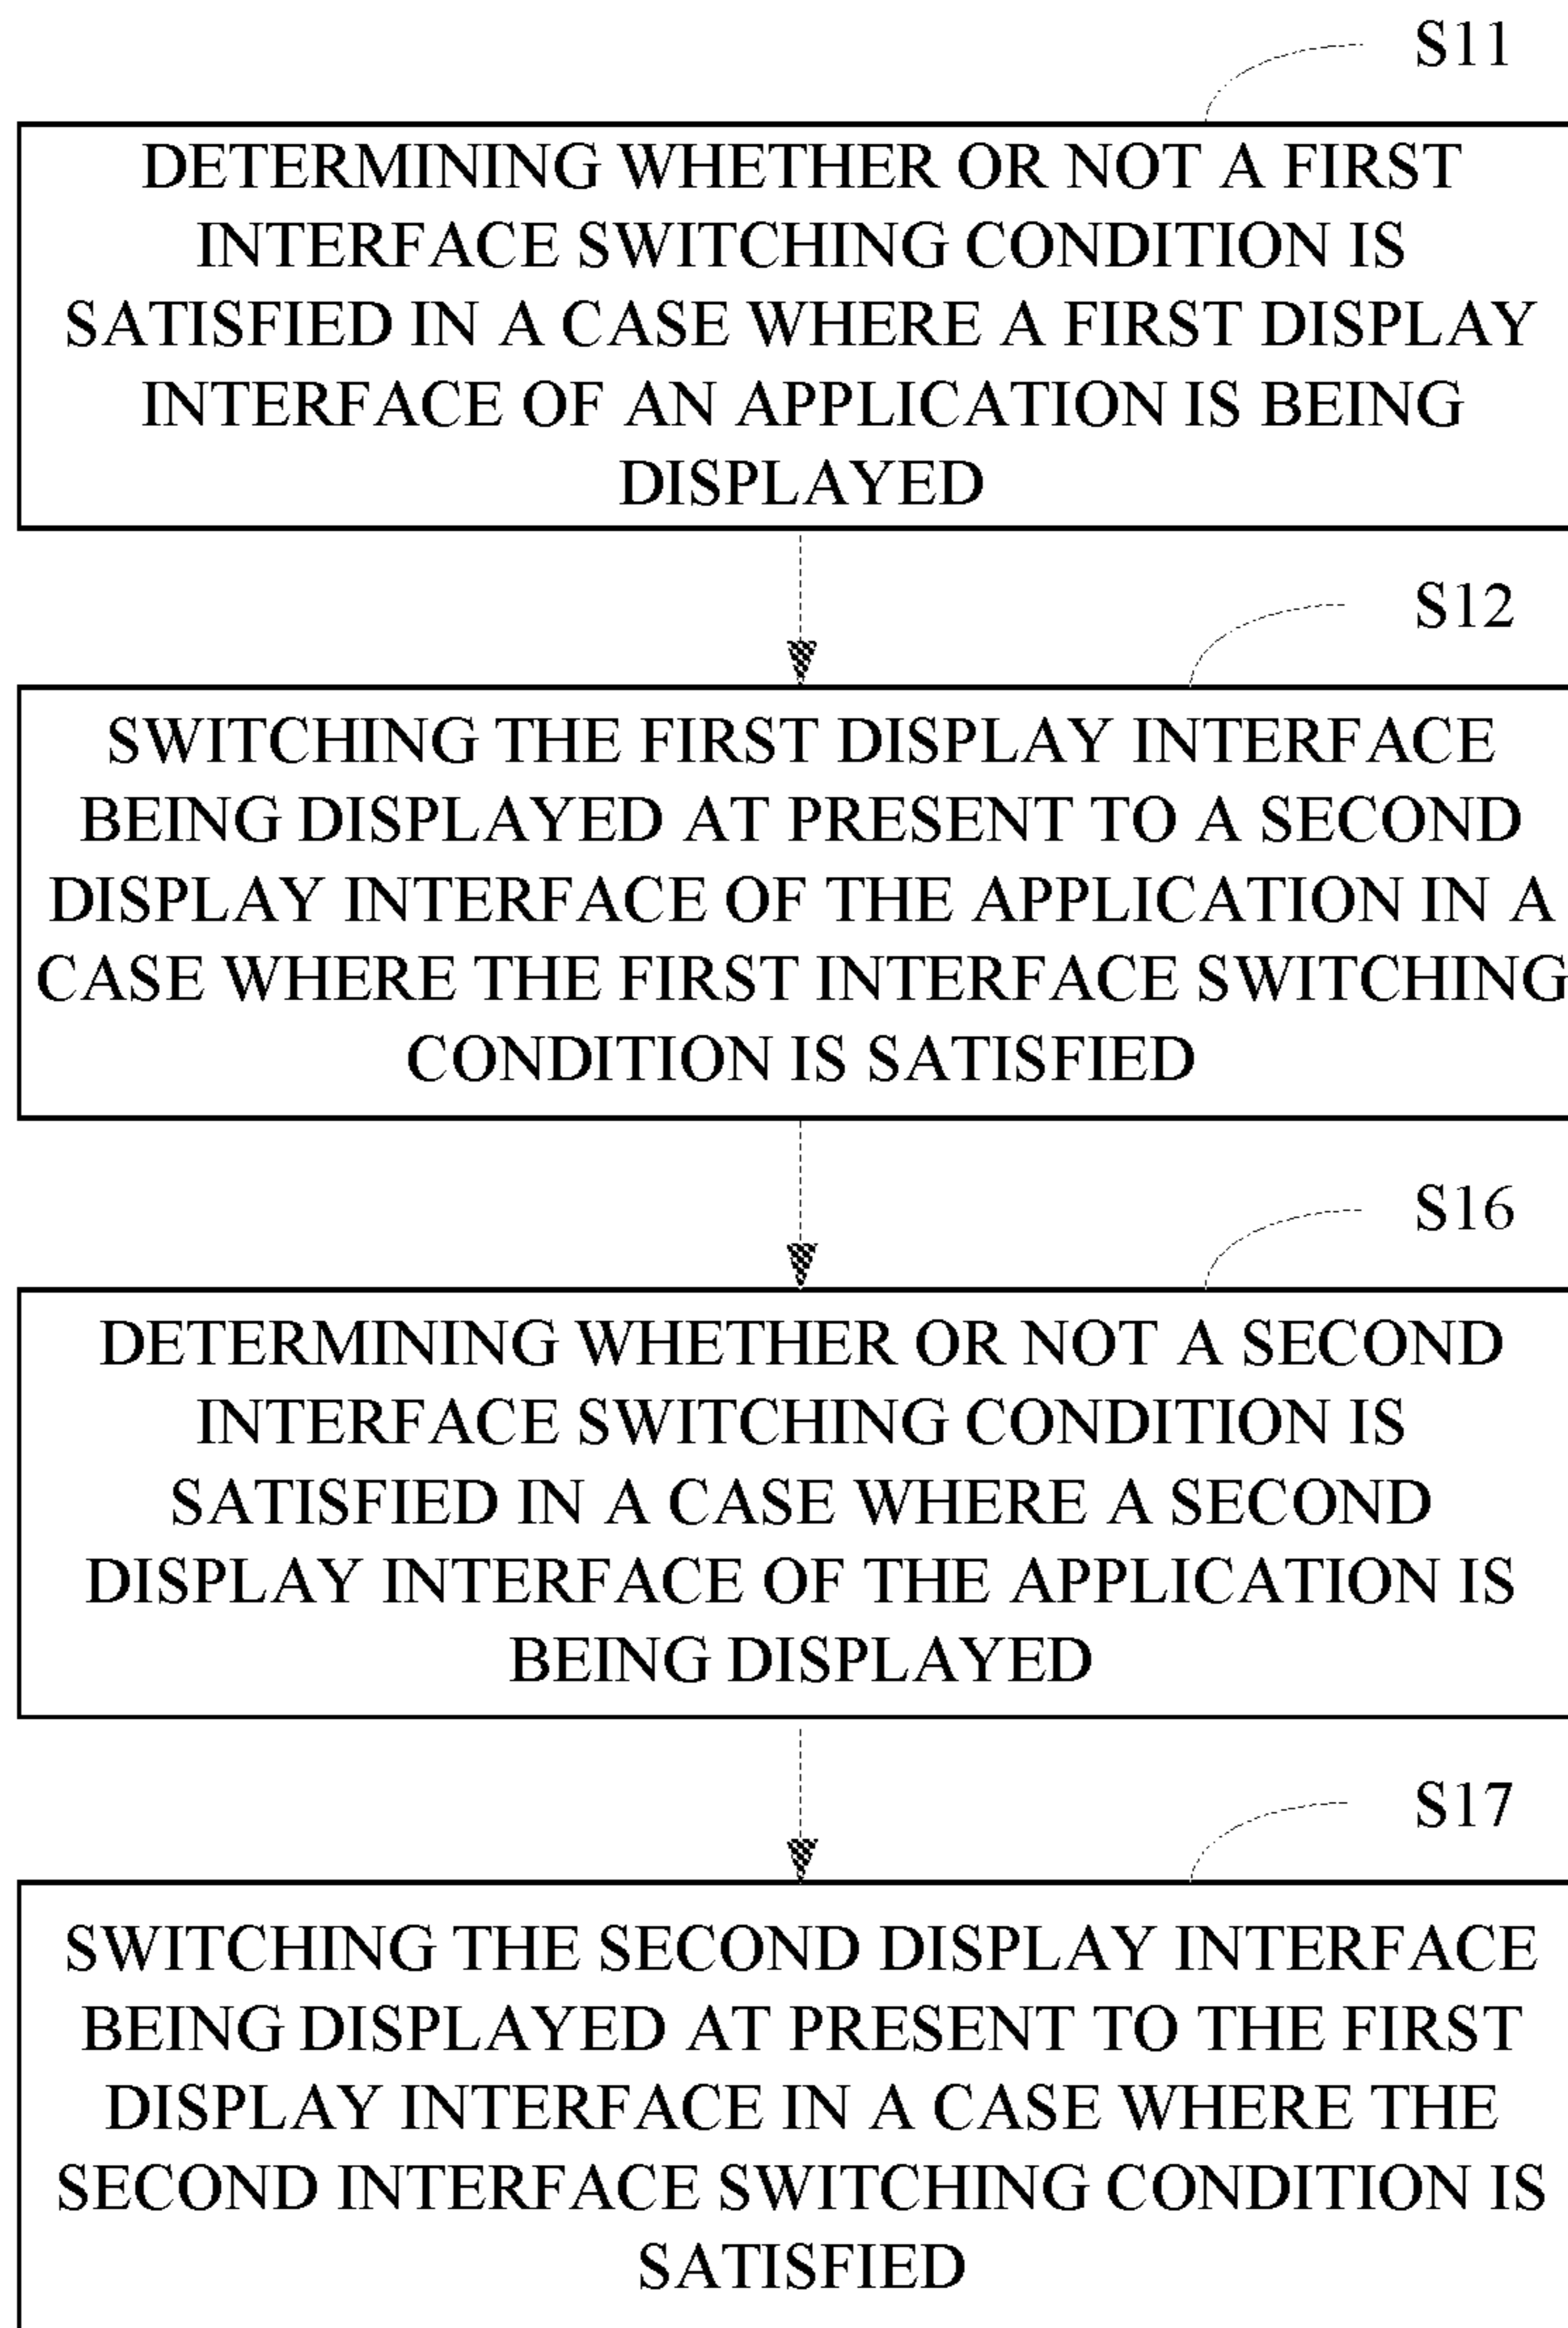 S11
DETERMINING WHETHER OR NOT A FIRST
INTERFACE SWITCHING CONDITION IS
SATISFIED IN A CASE WHERE A FIRST DISPLAY
INTERFACE OF AN APPLICATION IS BEING
DISPLAYED
S12
SWITCHING THE FIRST DISPLAY INTERFACE
BEING DISPLAYED AT PRESENT TO A SECOND
DISPLAY INTERFACE OF THE APPLICATION IN A
CASE WHERE THE FIRST INTERFACE SWITCHING
CONDITION IS SATISFIED
S16
DETERMINING WHETHER OR NOT A SECOND
INTERFACE SWITCHING CONDITION IS
SATISFIED IN A CASE WHERE A SECOND
DISPLAY INTERFACE OF THE APPLICATION IS
BEING DISPLAYED
S17
SWITCHING THE SECOND DISPLAY INTERFACE
BEING DISPLAYED AT PRESENT TO THE FIRST
DISPLAY INTERFACE IN A CASE WHERE THE
SECOND INTERFACE SWITCHING CONDITION IS
SATISFIED